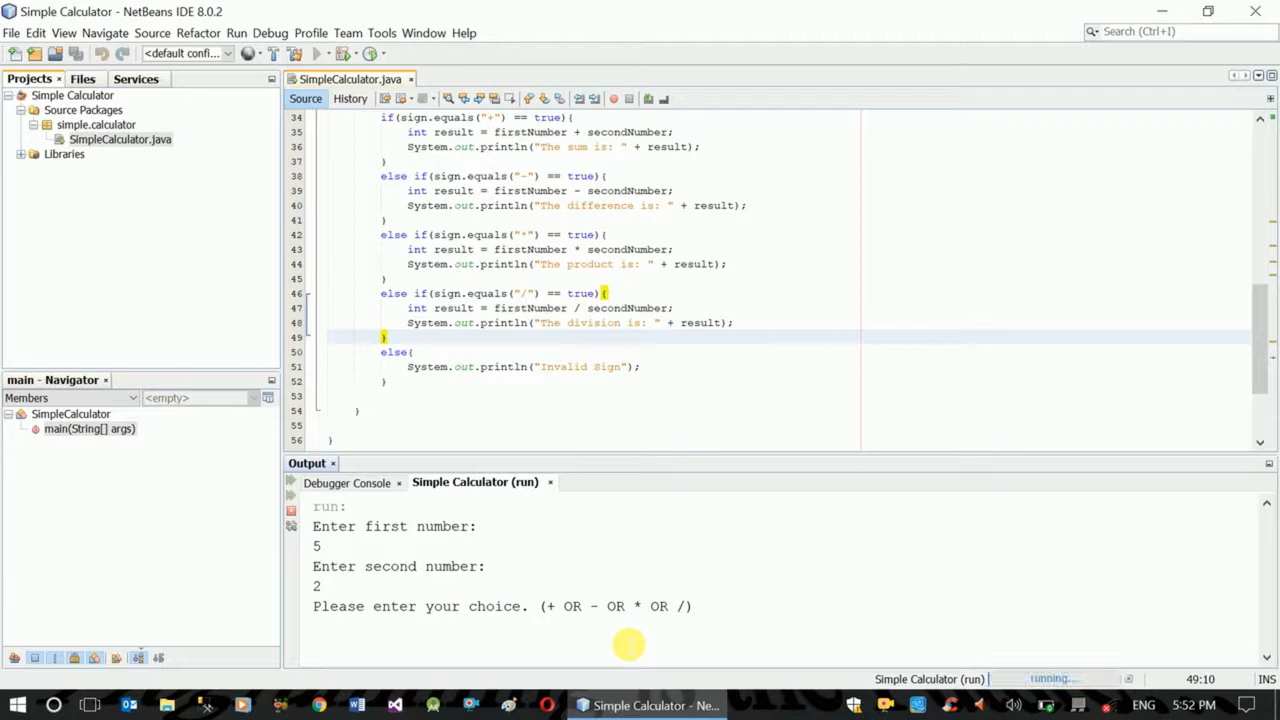 Simple Calculator - NetBeans IDE 8.0.2
File Edit View Navigate Source Refactor Run Debug Profile Team Tools Window Help
Search (Ctrl+I)
<default confi...
Projects Files Services
SimpleCalculator.java
Simple Calculator
Source Packages
simple.calculator
SimpleCalculator.java
Libraries
Source History
34 if(sign.equals("+") == true){
35 int result = firstNumber + secondNumber;
36 System.out.println("The sum is: " + result);
37 }
38 else if(sign.equals("-") == true){
39 int result = firstNumber - secondNumber;
40 System.out.println("The difference is: " + result);
41 }
42 else if(sign.equals("*") == true){
43 int result = firstNumber * secondNumber;
44 System.out.println("The product is: " + result);
45 }
46 else if(sign.equals("/") == true){
47 int result = firstNumber / secondNumber;
48 System.out.println("The division is: " + result);
49 }
50 else{
51 System.out.println("Invalid Sign");
52 }
53
54 }
55
56 }
main - Navigator
Members
<empty>
SimpleCalculator
main(String[] args)
Output
Debugger Console Simple Calculator (run)
run:
Enter first number:
5
Enter second number:
2
Please enter your choice. (+ OR - OR * OR /)
Simple Calculator (run) running... 49:10 INS
Simple Calculator - Ne...
ENG 5:52 PM